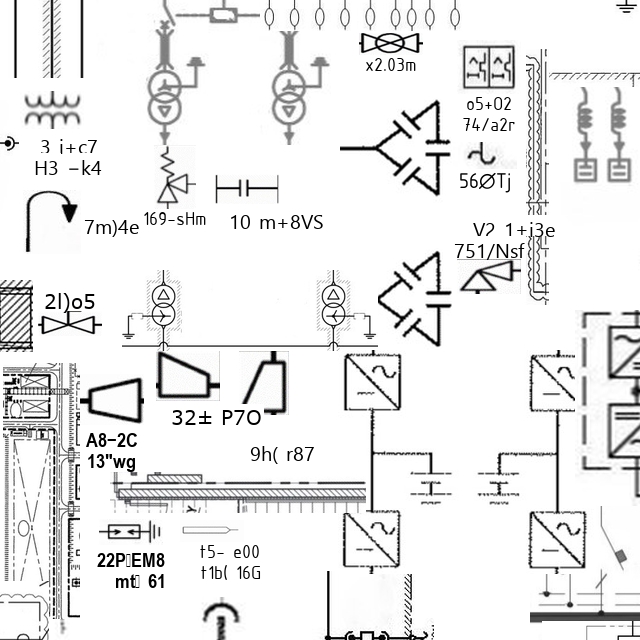 x2.03m
o5+02
74/a2r
3 i+c7
H3 -k4
56ØTj
169-sHm
10 m+8VS
7m)4e
V2 1+j3e
751/Nsf
2l)o5
32± P7O
A8-2C
13"wg
9h( r87
22P▯EM8
mt▯ 61
t5- e00
t1b( 16G